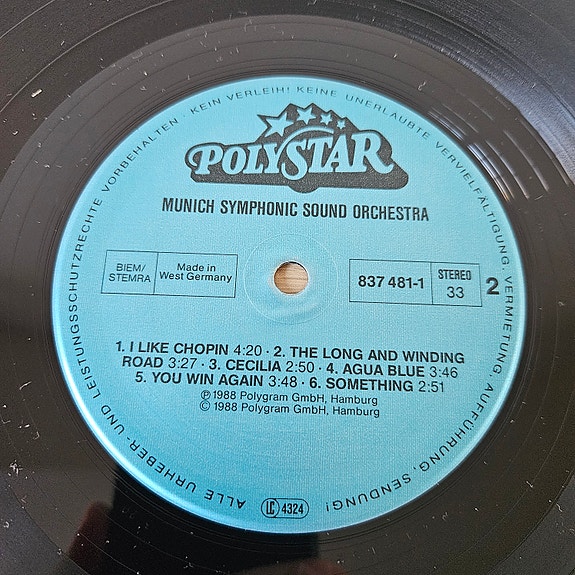 ALLE URHEBER- UND LEISTUNGSSCHUTZRECHTE VORBEHALTEN · KEIN VERLEIH! KEINE UNERLAUBTE VERVIELFÄLTIGUNG, VERMIETUNG, AUFFÜHRUNG, SENDUNG!
POLYSTAR
MUNICH SYMPHONIC SOUND ORCHESTRA
BIEM/
STEMRA
Made in
West Germany
837 481-1
STEREO
33
2
1. I LIKE CHOPIN 4:20 · 2. THE LONG AND WINDING
ROAD 3:27 · 3. CECILIA 2:50 · 4. AGUA BLUE 3:46
5. YOU WIN AGAIN 3:48 · 6. SOMETHING 2:51
℗ 1988 Polygram GmbH, Hamburg
© 1988 Polygram GmbH, Hamburg
LC 4324